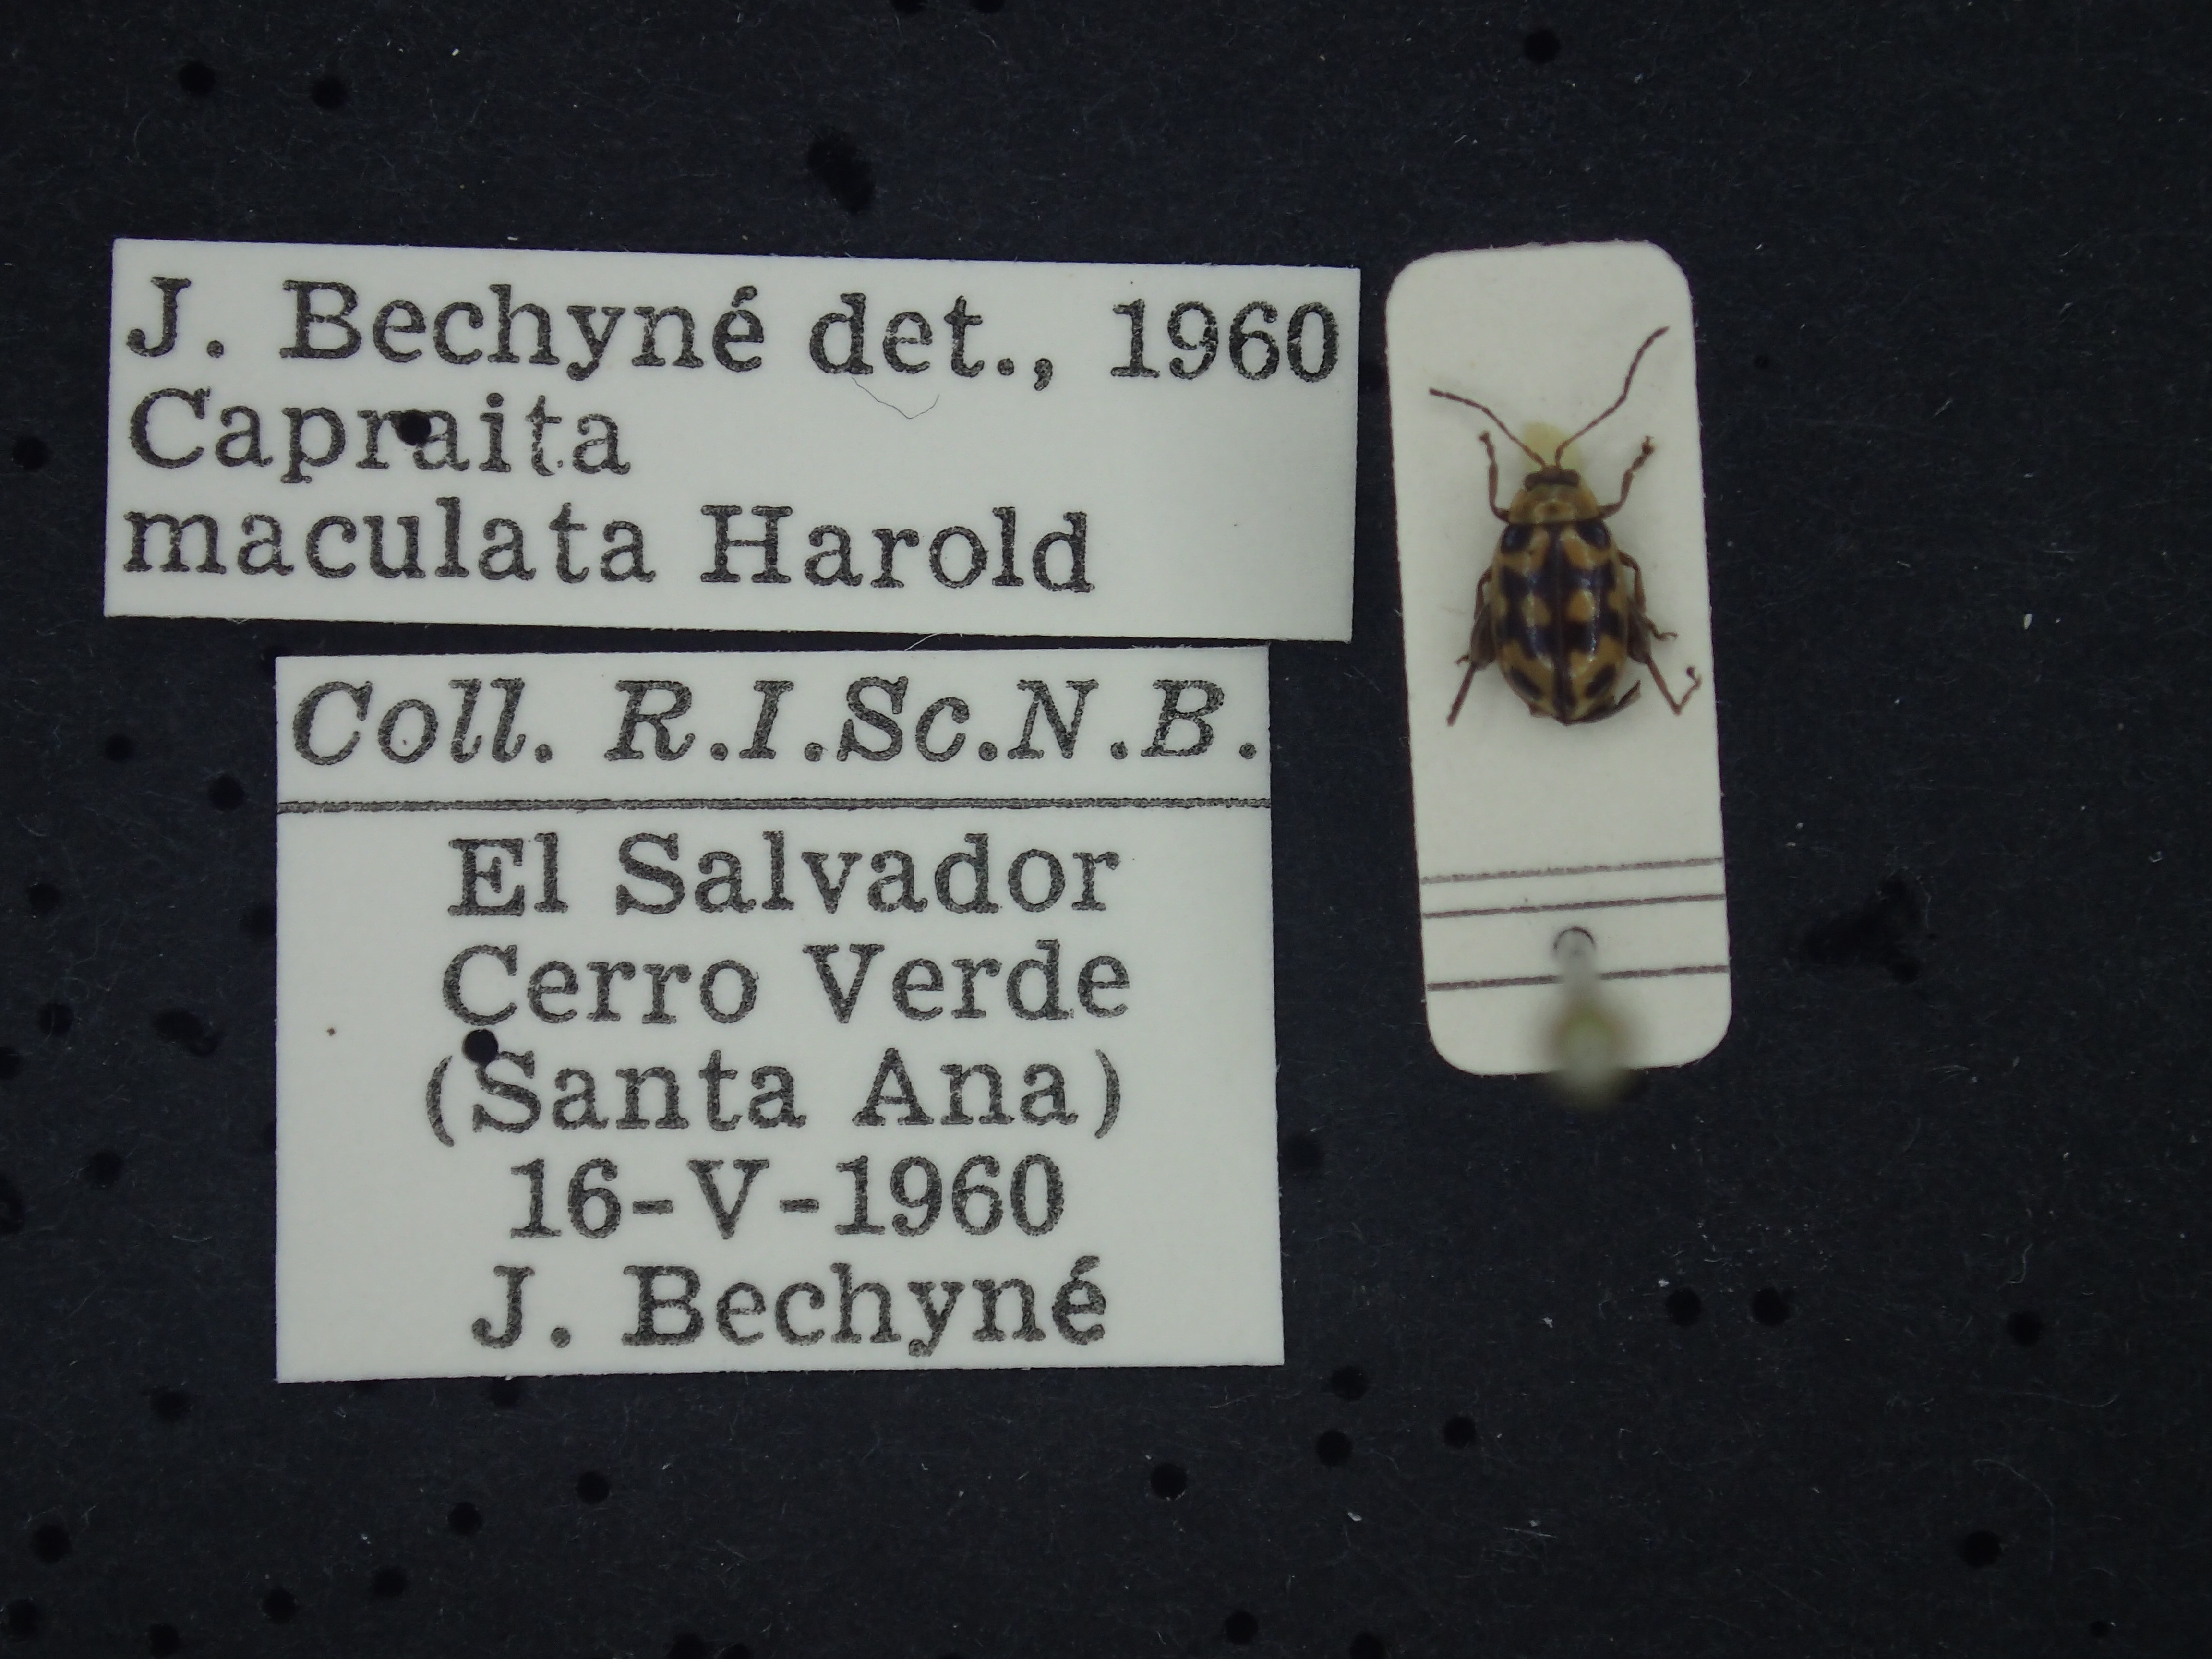 J. Bechyné det., 1960
Capraita
maculata Harold
Coll. R.I.Sc.N.B.
El Salvador
Cerro Verde
(Santa Ana)
16-V-1960
J. Bechyné